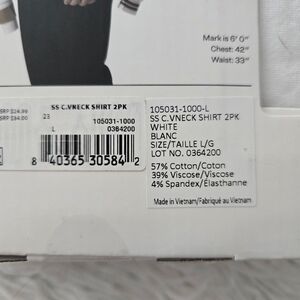 Mark is 6' 0"
Chest: 42"
Waist: 33"
SS C.VNECK SHIRT 2PK
23
105031-1000
L
0364200
8 40365 30584 2
105031-1000-L
SS C.VNECK SHIRT 2PK
WHITE
BLANC
SIZE/TAILLE L/G
LOT NO. 0364200
57% Cotton/Coton
39% Viscose/Viscose
4% Spandex/Élasthanne
Made in Vietnam/Fabriqué au Vietnam